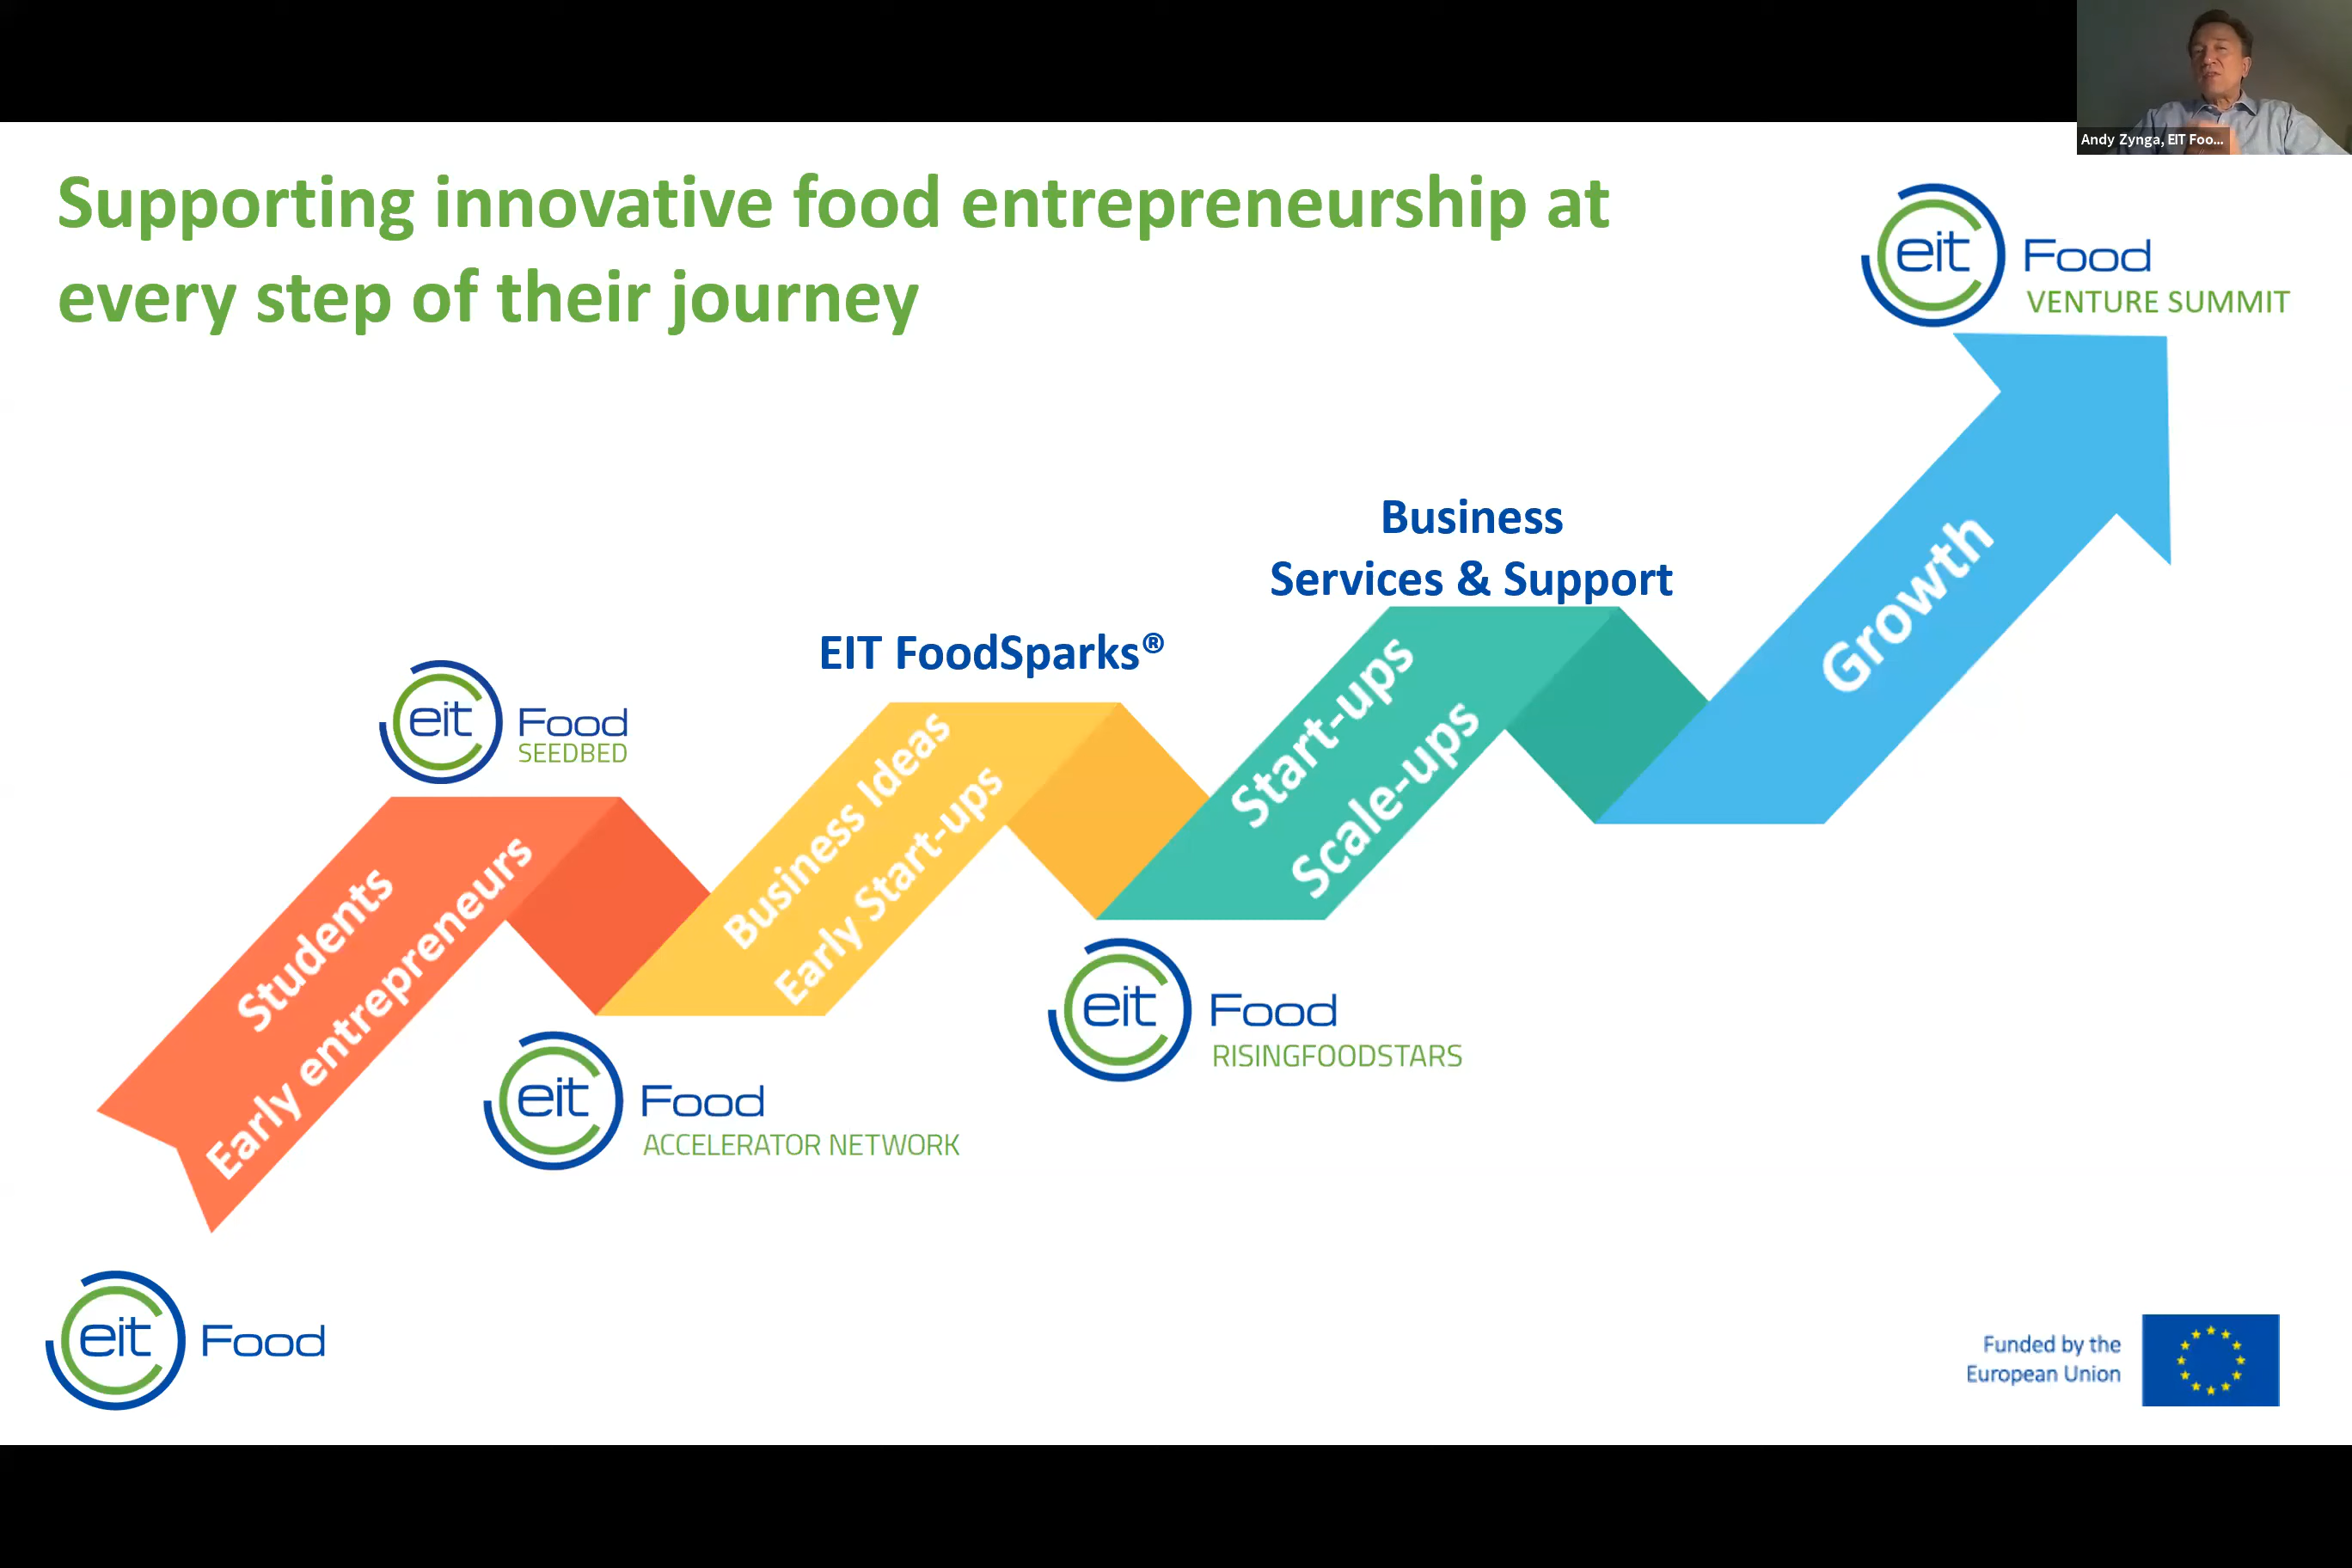 Andy Zynga, EIT Foo...
Supporting innovative food entrepreneurship at
every step of their journey
eit Food
VENTURE SUMMIT
Business
Services & Support
Growth
EIT FoodSparks®
Start-ups
Scale-ups
eit Food
SEEDBED
Business Ideas
Early Start-ups
Students
Early entrepreneurs
eit Food
RISINGFOODSTARS
eit Food
ACCELERATOR NETWORK
eit Food
Funded by the
European Union